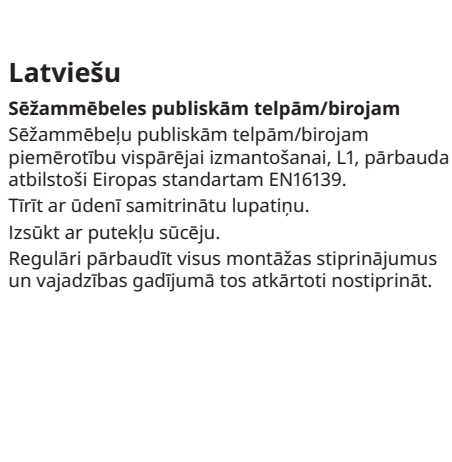 Latviešu
Sēžammēbeles publiskām telpām/birojam
Sēžammēbeļu publiskām telpām/birojam
piemērotību vispārējai izmantošanai, L1, pārbauda
atbilstoši Eiropas standartam EN16139.
Tīrīt ar ūdenī samitrinātu lupatiņu.
Izsūkt ar putekļu sūcēju.
Regulāri pārbaudīt visus montāžas stiprinājumus
un vajadzības gadījumā tos atkārtoti nostiprināt.